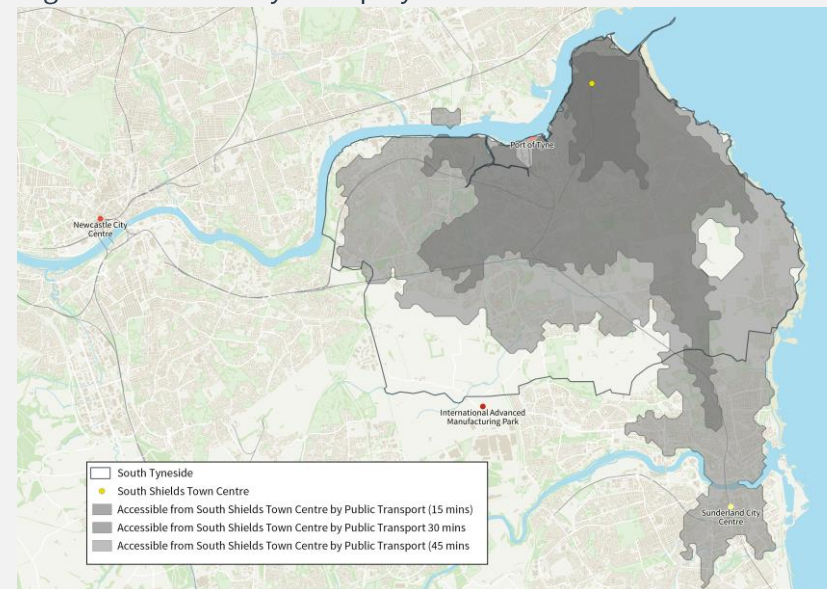 Port of Tyne
Newcastle City
Centre
International Advanced
Manufacturing Park
South Tyneside
South Shields Town Centre
Accessible from South Shields Town Centre by Public Transport (15 mins)
Accessible from South Shields Town Centre by Public Transport 30 mins
Accessible from South Shields Town Centre by Public Transport (45 mins
Sunderland City
Centre